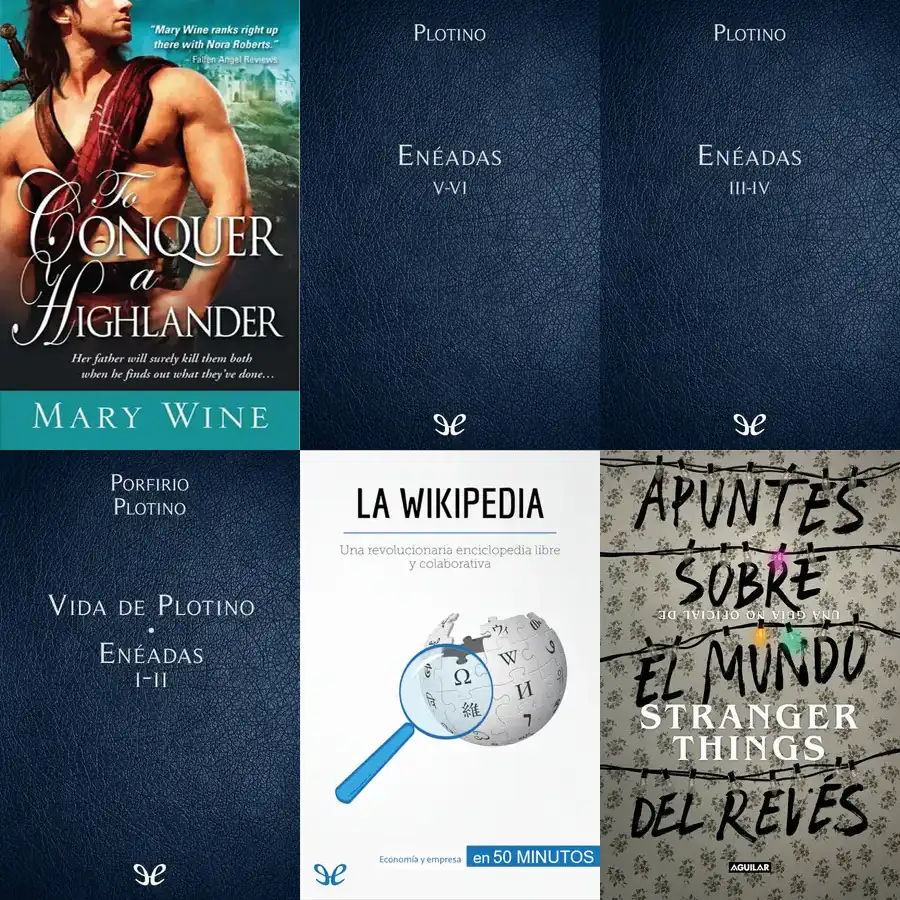 "Mary Wine ranks right up
there with Nora Roberts."
– Fallen Angel Reviews
To
Conquer
a
Highlander
Her father will surely kill them both
when he finds out what they've done…
Mary Wine
Plotino
Enéadas
V-VI
Plotino
Enéadas
III-IV
Porfirio
Plotino
Vida de Plotino
•
Enéadas
I-II
LA WIKIPEDIA
Una revolucionaria enciclopedia libre
y colaborativa
Ω
W
維
И
Economía y empresa en 50 MINUTOS
APUNTES
SOBRE
UNA GUÍA NO OFICIAL DE
EL MUNDO
STRANGER
THINGS
DEL REVÉS
AGUILAR